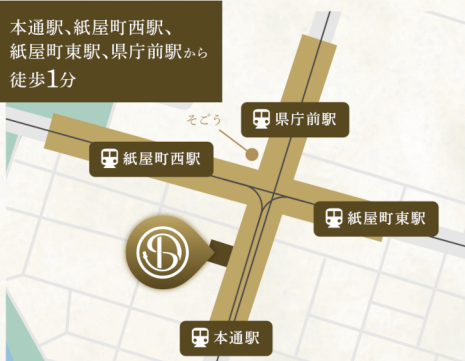 本通駅、紙屋町西駅、
紙屋町東駅、県庁前駅から
徒歩1分
そごう
県庁前駅
紙屋町西駅
紙屋町東駅
本通駅